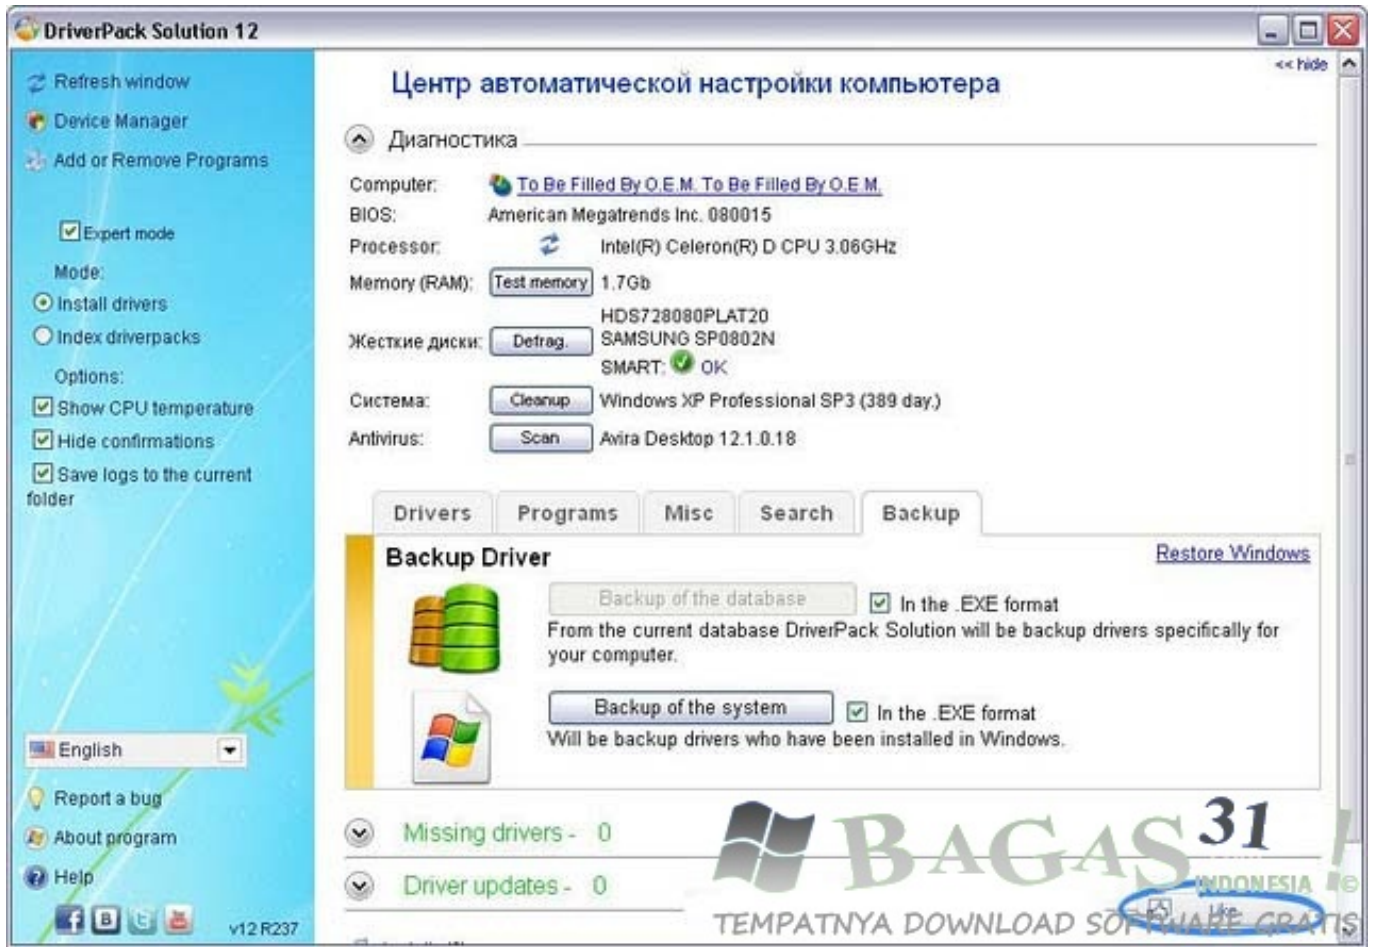 DriverPack Solution 12
Refresh window
Device Manager
Add or Remove Programs
Expert mode
Mode:
Install drivers
Index driverpacks
Options:
Show CPU temperature
Hide confirmations
Save logs to the current
folder
English
Report a bug
About program
Help
v12 R237
<< hide
Центр автоматической настройки компьютера
Диагностика
Computer: To Be Filled By O.E.M. To Be Filled By O.E.M.
BIOS: American Megatrends Inc. 080015
Processor: Intel(R) Celeron(R) D CPU 3.06GHz
Memory (RAM): Test memory 1.7Gb
HDS728080PLAT20
Жесткие диски: Defrag. SAMSUNG SP0802N
SMART: OK
Система: Cleanup Windows XP Professional SP3 (389 day.)
Antivirus: Scan Avira Desktop 12.1.0.18
Drivers Programs Misc Search Backup
Backup Driver Restore Windows
Backup of the database In the .EXE format
From the current database DriverPack Solution will be backup drivers specifically for
your computer.
Backup of the system In the .EXE format
Will be backup drivers who have been installed in Windows.
Missing drivers - 0
Driver updates - 0
BAGAS31!
INDONESIA
Like
TEMPATNYA DOWNLOAD SOFTWARE GRATIS